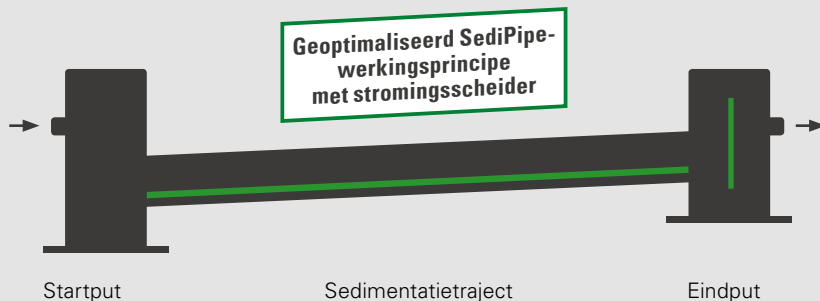 Geoptimaliseerd SediPipe-
werkingsprincipe
met stromingsscheider
Startput
Sedimentatietraject
Eindput